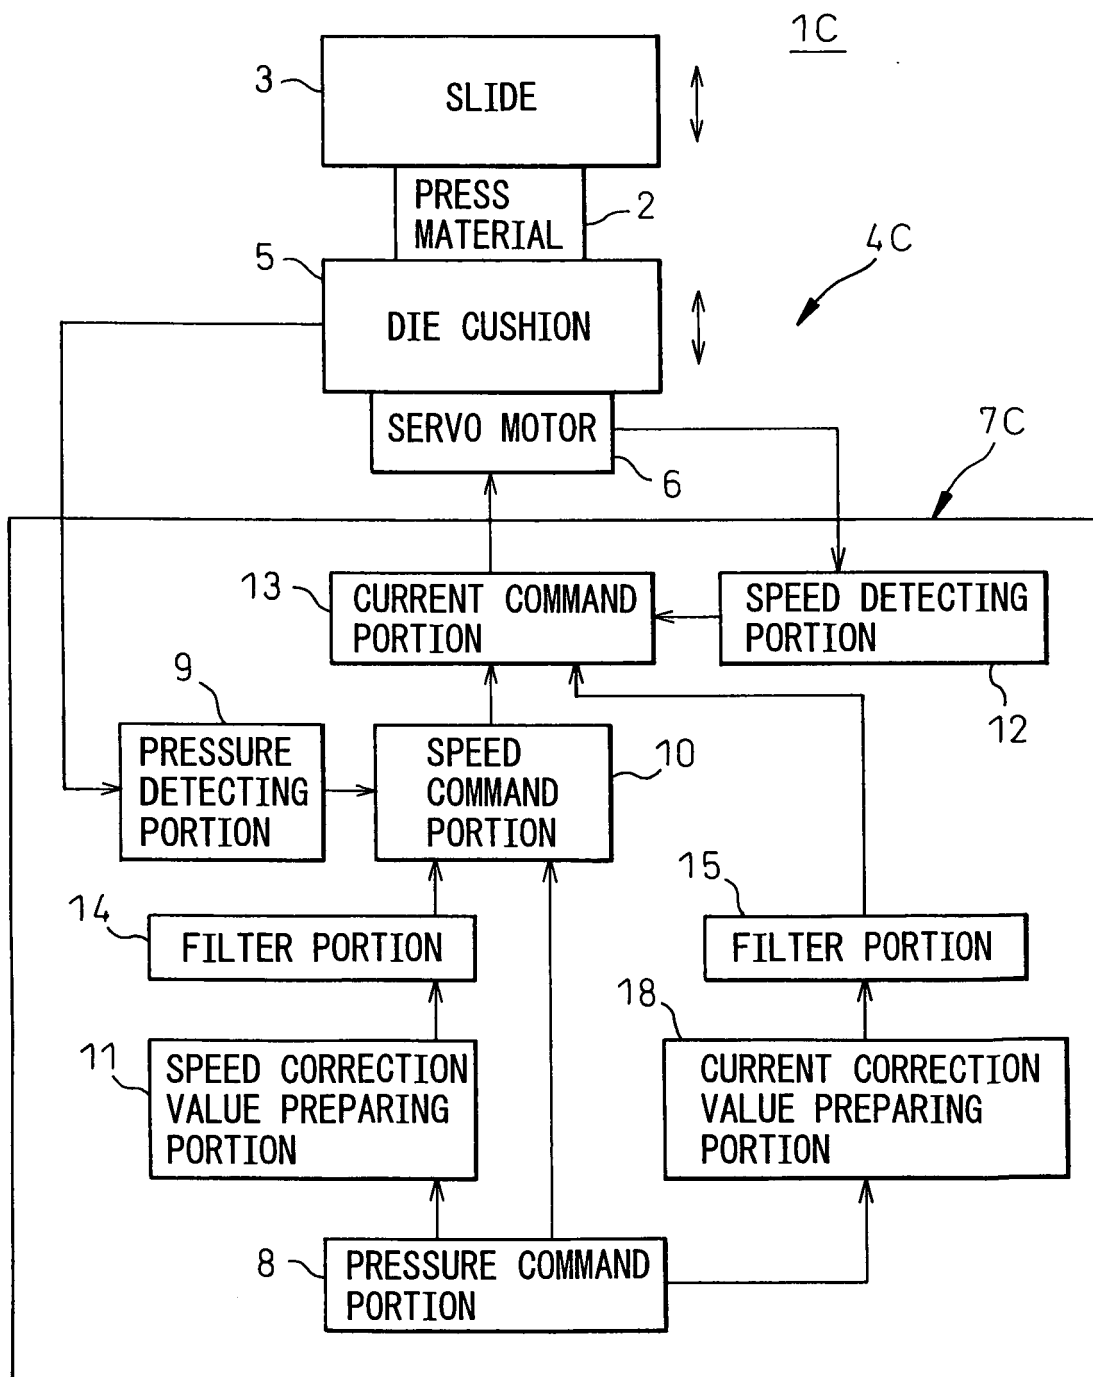 1C
3
SLIDE
PRESS
MATERIAL
2
5
4C
DIE CUSHION
SERVO MOTOR
6
7C
13
CURRENT COMMAND
PORTION
SPEED DETECTING
PORTION
12
9
PRESSURE
DETECTING
PORTION
SPEED
COMMAND
PORTION
10
14
FILTER PORTION
15
FILTER PORTION
11
SPEED CORRECTION
VALUE PREPARING
PORTION
18
CURRENT CORRECTION
VALUE PREPARING
PORTION
8
PRESSURE COMMAND
PORTION